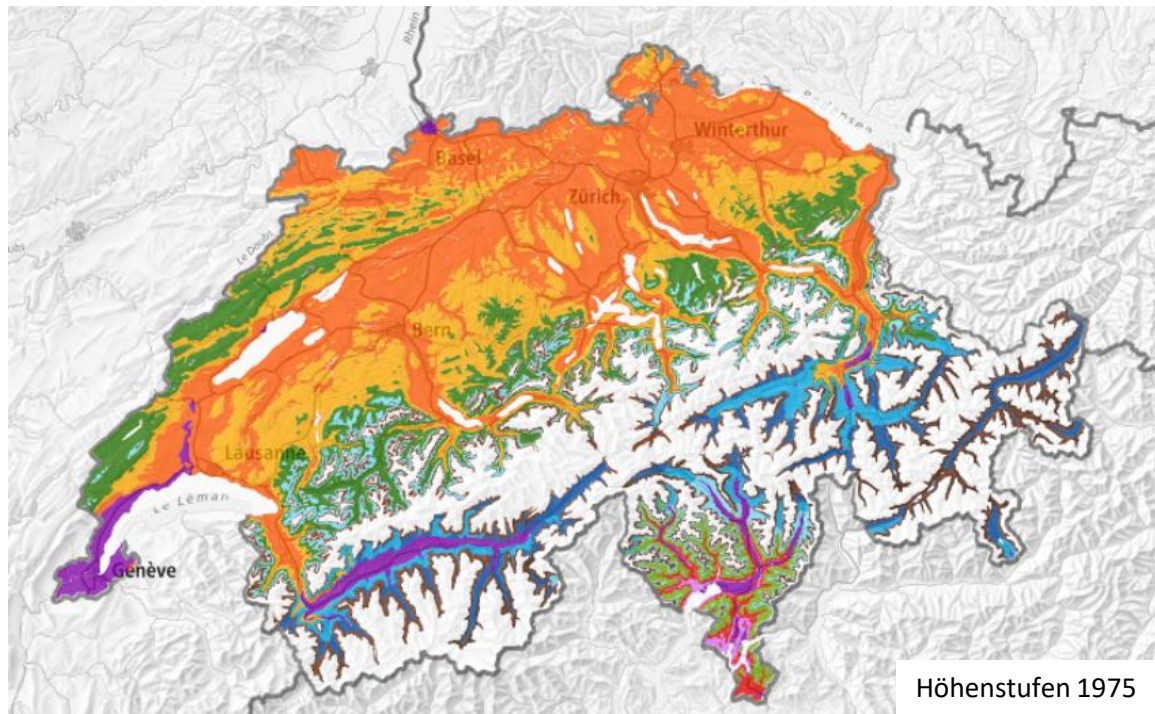 Rhein
Winterthur
Basel
Zürich
Le Doubs
Bern
Lausanne
Le Léman
Genève
Höhenstufen 1975